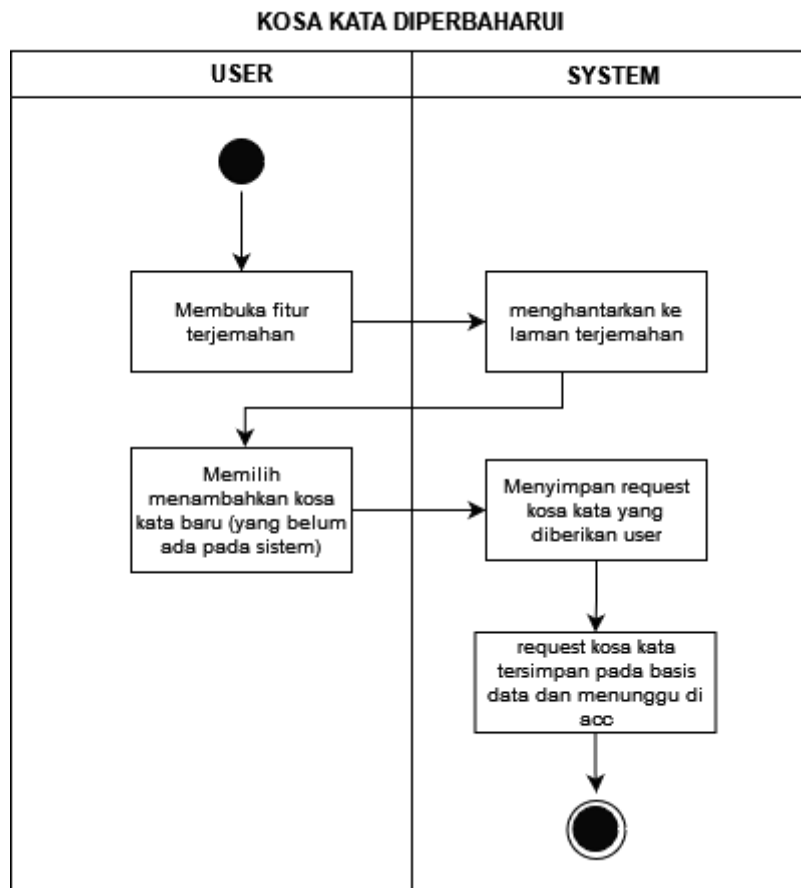 KOSA KATA DIPERBAHARUI
USER
SYSTEM
Membuka fitur
terjemahan
menghantarkan ke
laman terjemahan
Memilih
menambahkan kosa
kata baru (yang belum
ada pada sistem)
Menyimpan request
kosa kata yang
diberikan user
request kosa kata
tersimpan pada basis
data dan menunggu di
acc